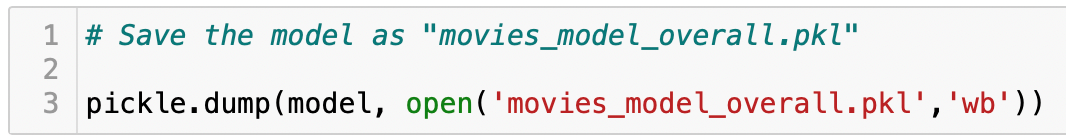 1 # Save the model as "movies_model_overall.pkl"
2
3 pickle.dump(model, open('movies_model_overall.pkl','wb'))